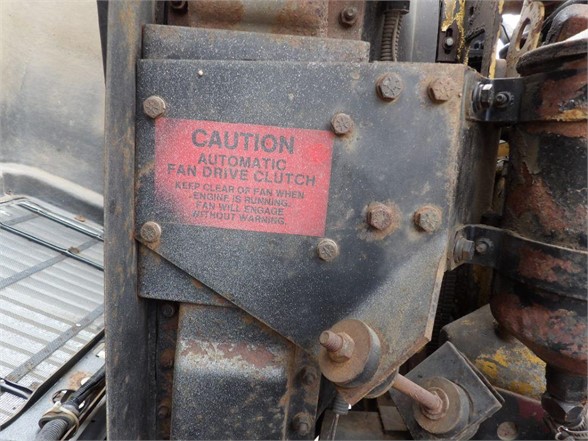 CAUTION
AUTOMATIC
FAN DRIVE CLUTCH
KEEP CLEAR OF FAN WHEN
ENGINE IS RUNNING.
FAN WILL ENGAGE
WITHOUT WARNING.